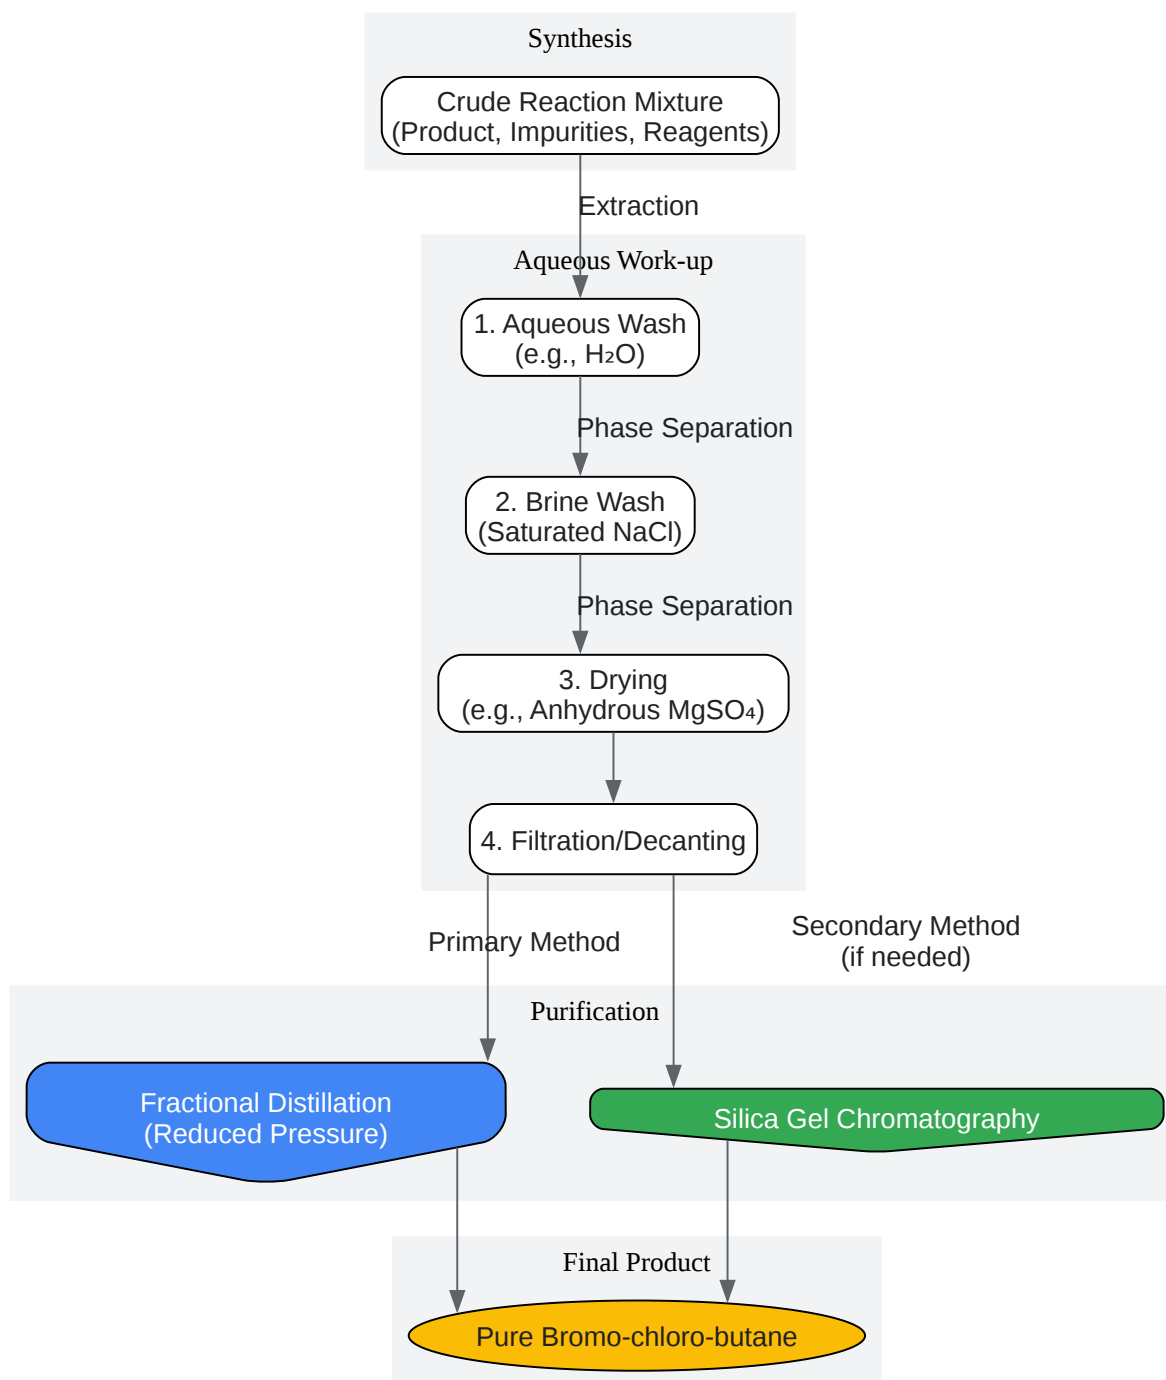 Synthesis
Crude Reaction Mixture
(Product, Impurities, Reagents)
Extraction
Aqueous Work-up
1. Aqueous Wash
(e.g., H₂O)
Phase Separation
2. Brine Wash
(Saturated NaCl)
Phase Separation
3. Drying
(e.g., Anhydrous MgSO₄)
4. Filtration/Decanting
Primary Method
Secondary Method
(if needed)
Purification
Fractional Distillation
(Reduced Pressure)
Silica Gel Chromatography
Final Product
Pure Bromo-chloro-butane